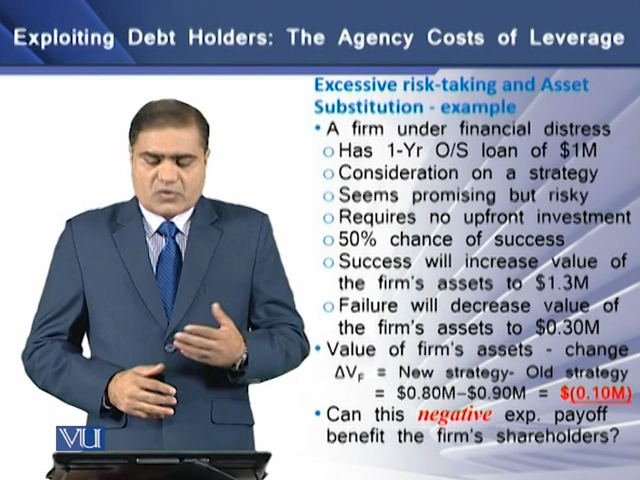 Exploiting Debt Holders: The Agency Costs of Leverage
Excessive risk-taking and Asset
Substitution - example
• A firm under financial distress
o Has 1-Yr O/S loan of $1M
o Consideration on a strategy
o Seems promising but risky
o Requires no upfront investment
o 50% chance of success
o Success will increase value of
the firm's assets to $1.3M
o Failure will decrease value of
the firm's assets to $0.30M
• Value of firm's assets - change
ΔVF = New strategy- Old strategy
= $0.80M–$0.90M = $(0.10M)
• Can this negative exp. payoff
benefit the firm's shareholders?
VU